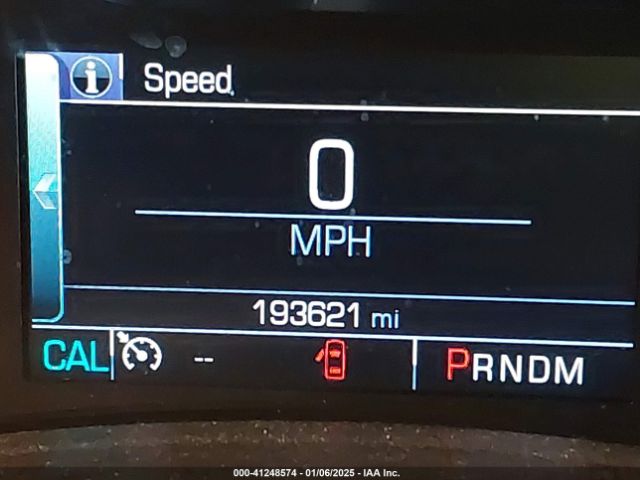 Speed
0
MPH
193621 mi
CAL -- PRNDM
000-41248574 - 01/06/2025 - IAA Inc.